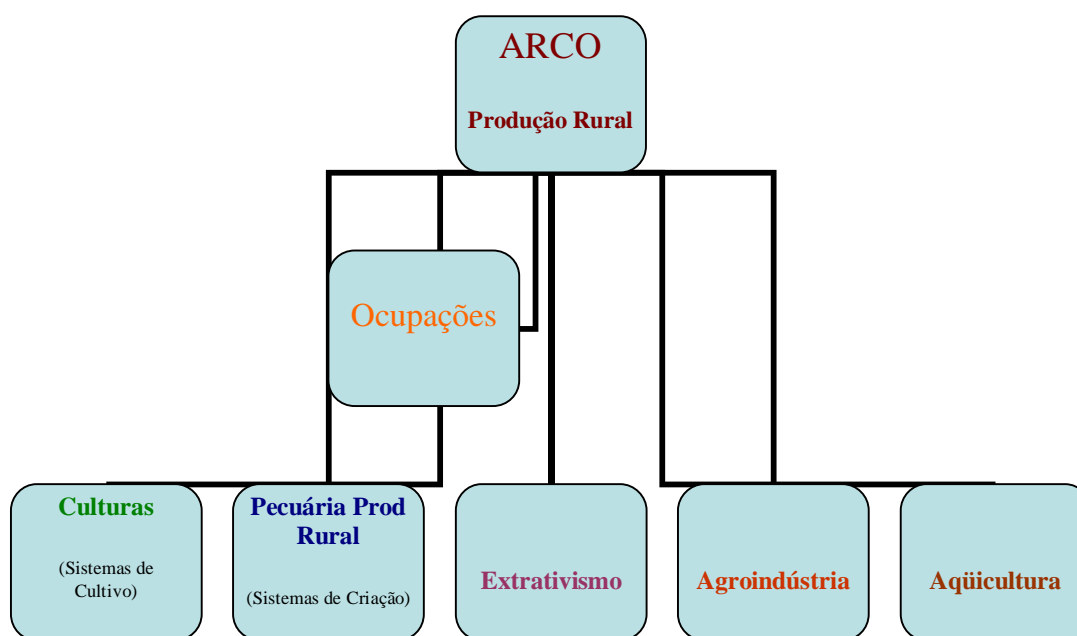 ARCO
Produção Rural
Ocupações
Culturas
(Sistemas de
Cultivo)
Pecuária Prod
Rural
(Sistemas de Criação)
Extrativismo
Agroindústria
Aqüicultura